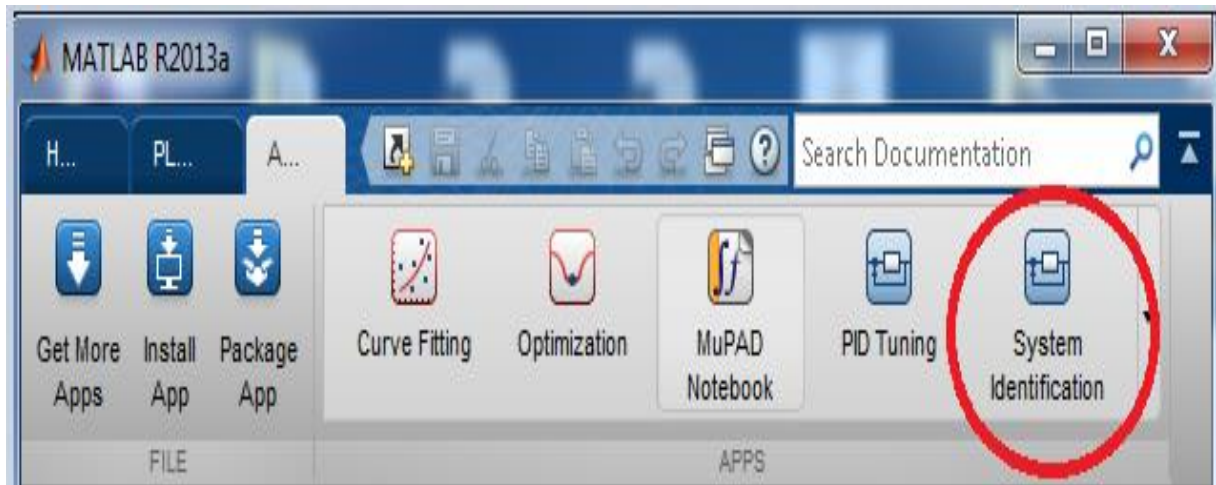 MATLAB R2013a
H...
PL...
A...
Search Documentation
Get More
Apps
Install
App
Package
App
Curve Fitting
Optimization
MuPAD
Notebook
PID Tuning
System
Identification
FILE
APPS